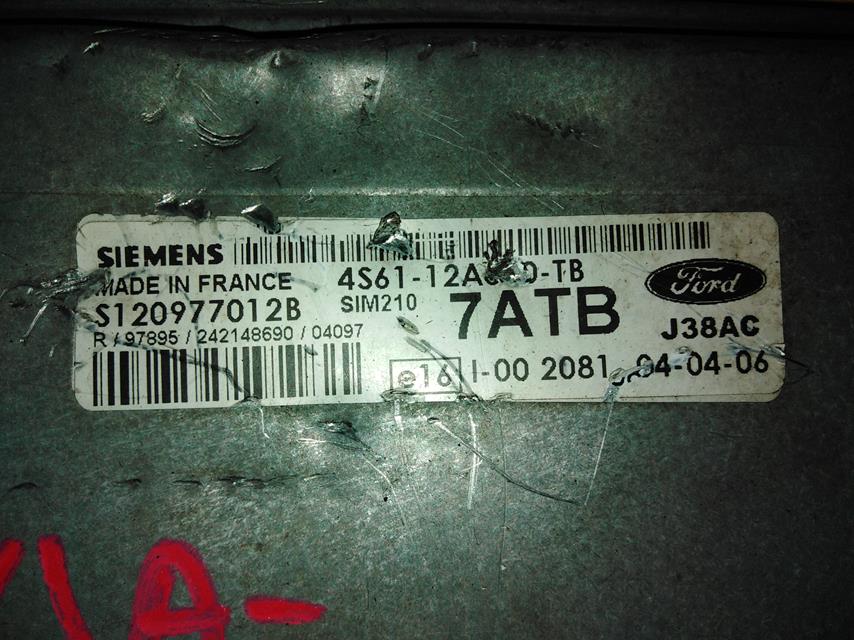 SIEMENS
MADE IN FRANCE
S120977012B
R / 97895 / 242148690 / 04097
SIM210
7ATB
Ford
J38AC
e16 I-00 2081 04-04-06